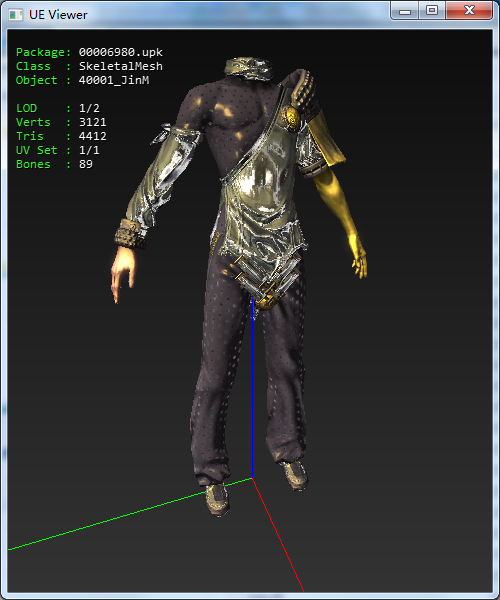 UE Viewer
Package: 00006980.upk
Class  : SkeletalMesh
Object : 40001_JinM
LOD    : 1/2
Verts  : 3121
Tris   : 4412
UV Set : 1/1
Bones  : 89